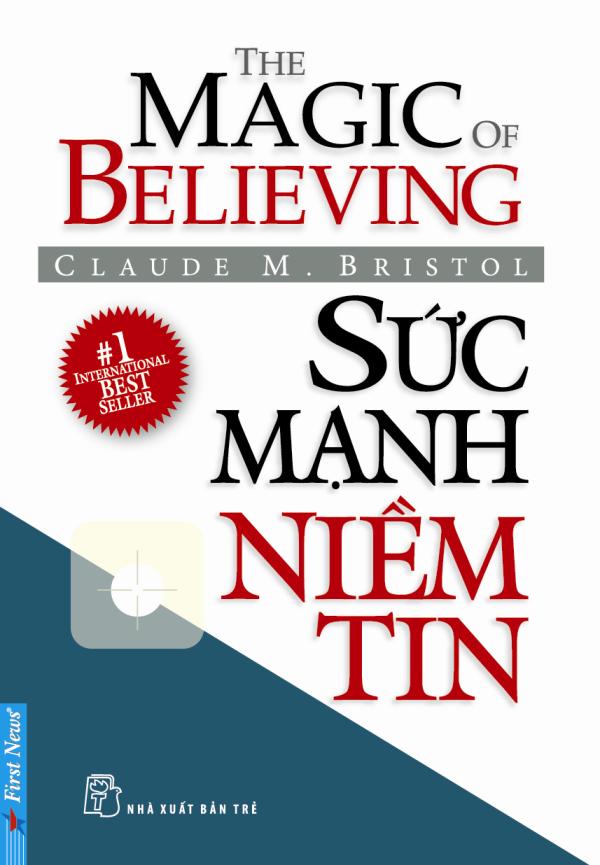 THE
MAGIC OF
BELIEVING
CLAUDE M. BRISTOL
SỨC
MẠNH
NIỀM
TIN
#1
INTERNATIONAL
BEST
SELLER
First News®
T
NHÀ XUẤT BẢN TRẺ